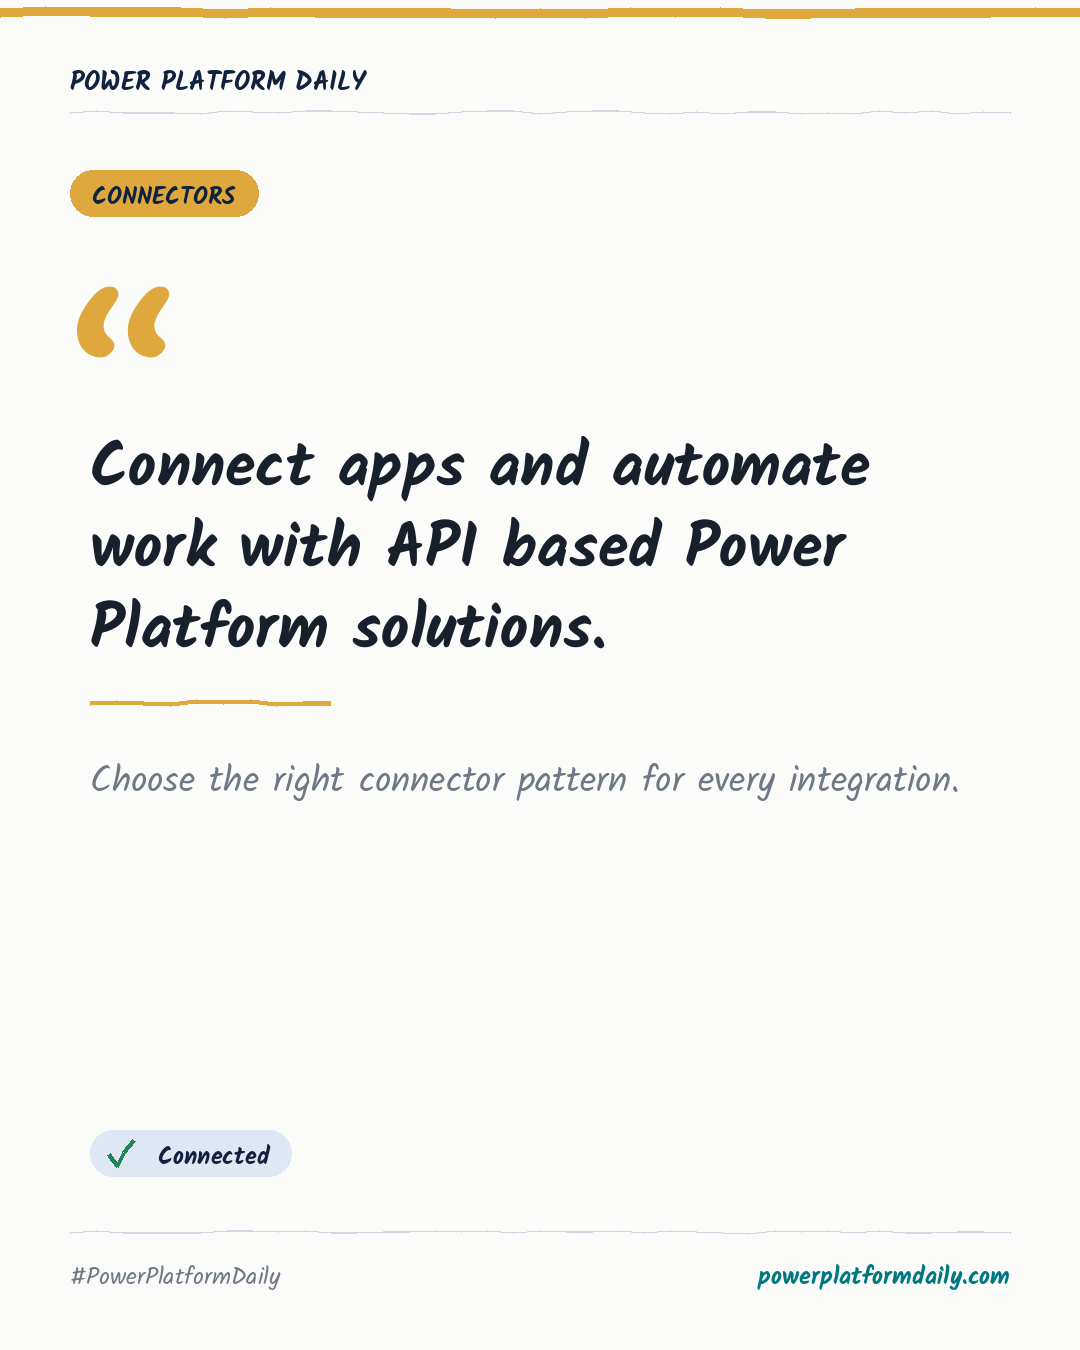 POWER PLATFORM DAILY
CONNECTORS
“
Connect apps and automate
work with API based Power
Platform solutions.
Choose the right connector pattern for every integration.
✓ Connected
#PowerPlatformDaily
powerplatformdaily.com